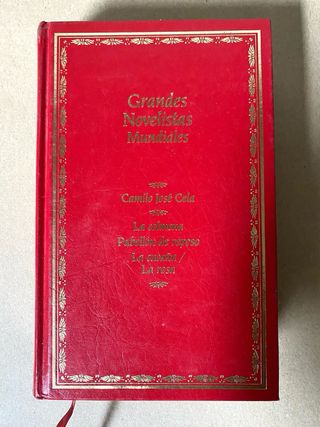 Grandes
Novelistas
Mundiales
Camilo José Cela
La colmena
Pabellón de reposo
La cucaña /
La rosa